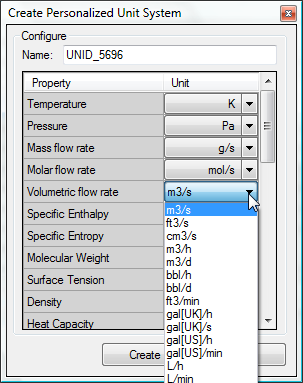 Create Personalized Unit System
Configure
Name: UNID_5696
Property Unit
Temperature K
Pressure Pa
Mass flow rate g/s
Molar flow rate mol/s
Volumetric flow rate m3/s
Specific Enthalpy m3/s
ft3/s
Specific Entropy cm3/s
m3/h
Molecular Weight m3/d
bbl/h
Surface Tension bbl/d
Density ft3/min
gal[UK]/h
Heat Capacity gal[UK]/s
gal[US]/h
Create gal[US]/min
L/h
L/min